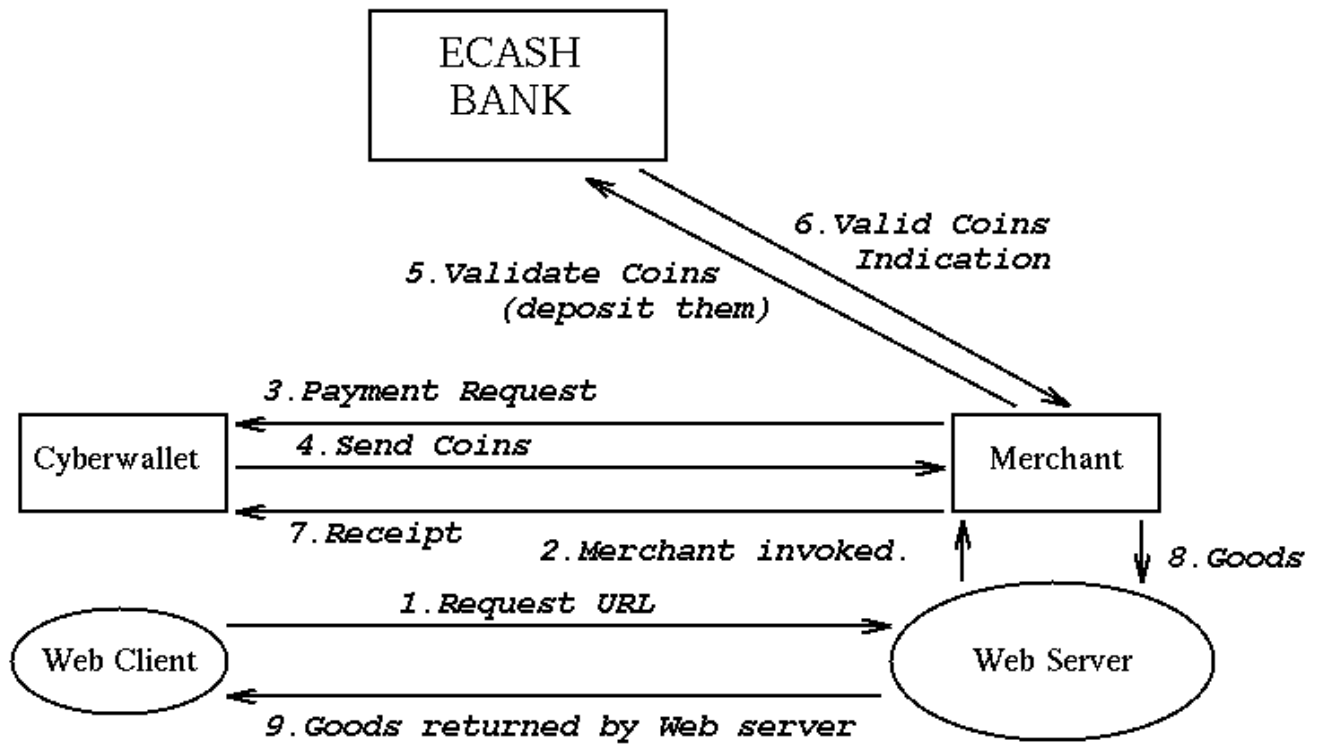 ECASH
BANK
6.Valid Coins
Indication
5.Validate Coins
(deposit them)
3.Payment Request
Cyberwallet
4.Send Coins
Merchant
7.Receipt
2.Merchant invoked.
8.Goods
1.Request URL
Web Client
Web Server
9.Goods returned by Web server